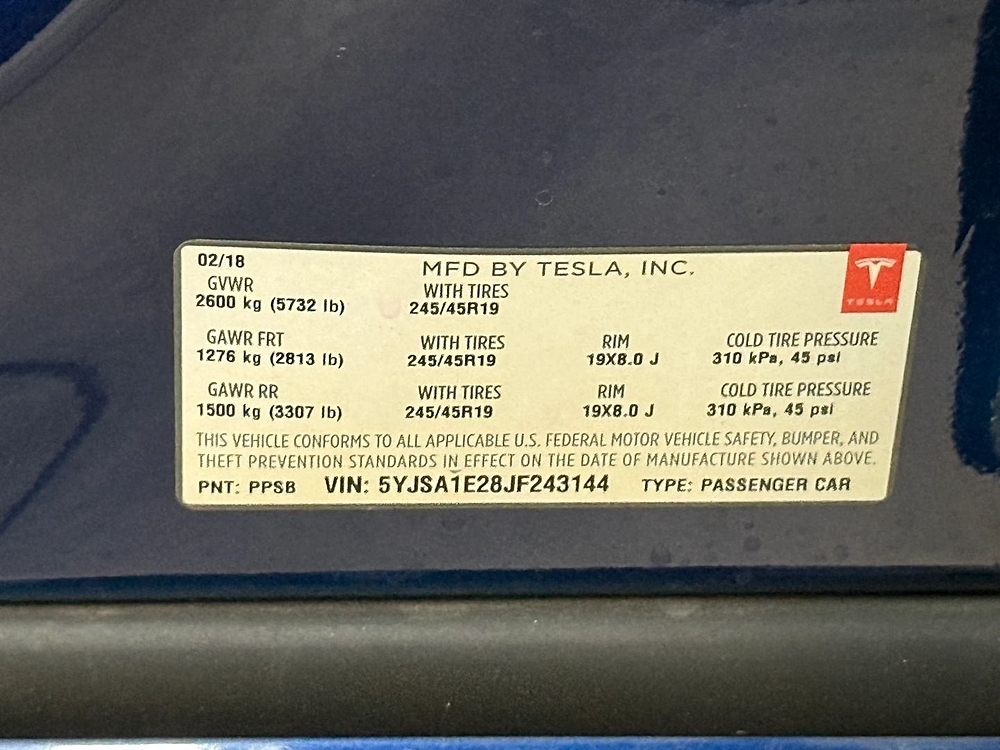 02/18
MFD BY TESLA, INC.
GVWR WITH TIRES
2600 kg (5732 lb) 245/45R19
TESLA
GAWR FRT WITH TIRES RIM COLD TIRE PRESSURE
1276 kg (2813 lb) 245/45R19 19X8.0 J 310 kPa, 45 psi
GAWR RR WITH TIRES RIM COLD TIRE PRESSURE
1500 kg (3307 lb) 245/45R19 19X8.0 J 310 kPa, 45 psi
THIS VEHICLE CONFORMS TO ALL APPLICABLE U.S. FEDERAL MOTOR VEHICLE SAFETY, BUMPER, AND
THEFT PREVENTION STANDARDS IN EFFECT ON THE DATE OF MANUFACTURE SHOWN ABOVE.
PNT: PPSB VIN: 5YJSA1E28JF243144 TYPE: PASSENGER CAR